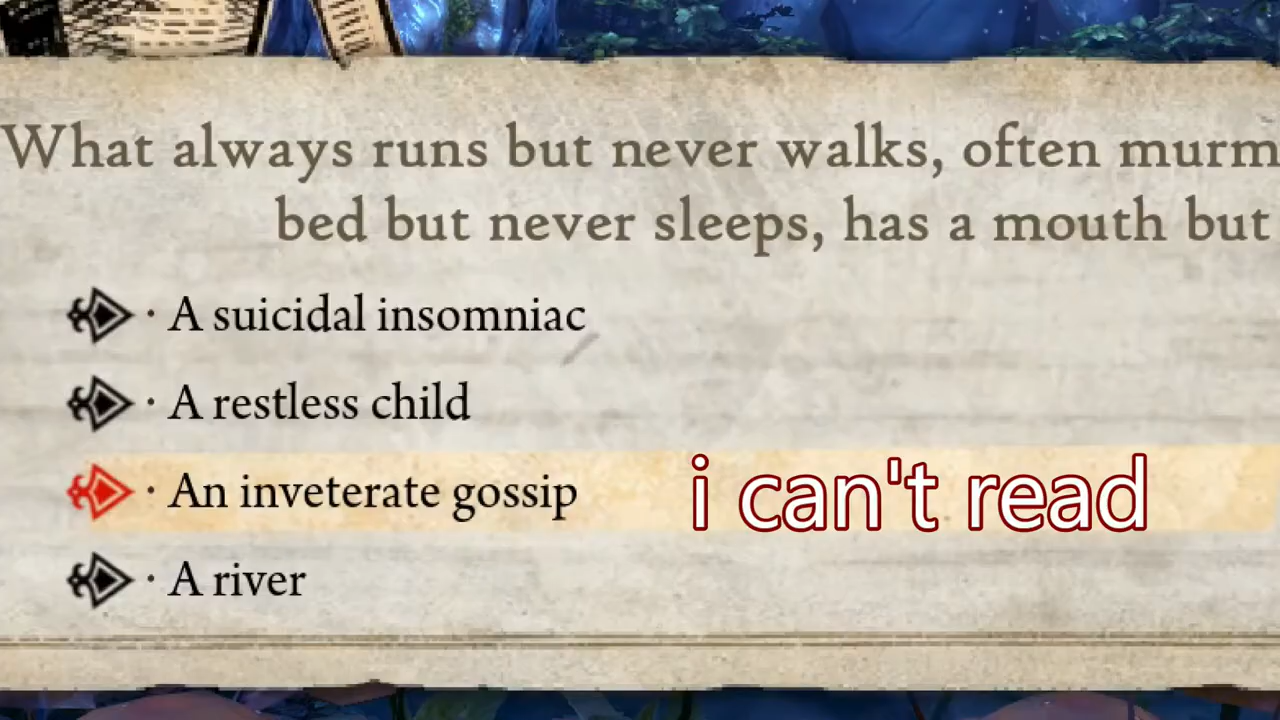 What always runs but never walks, often murm
bed but never sleeps, has a mouth but
· A suicidal insomniac
· A restless child
· An inveterate gossip
i can't read
· A river